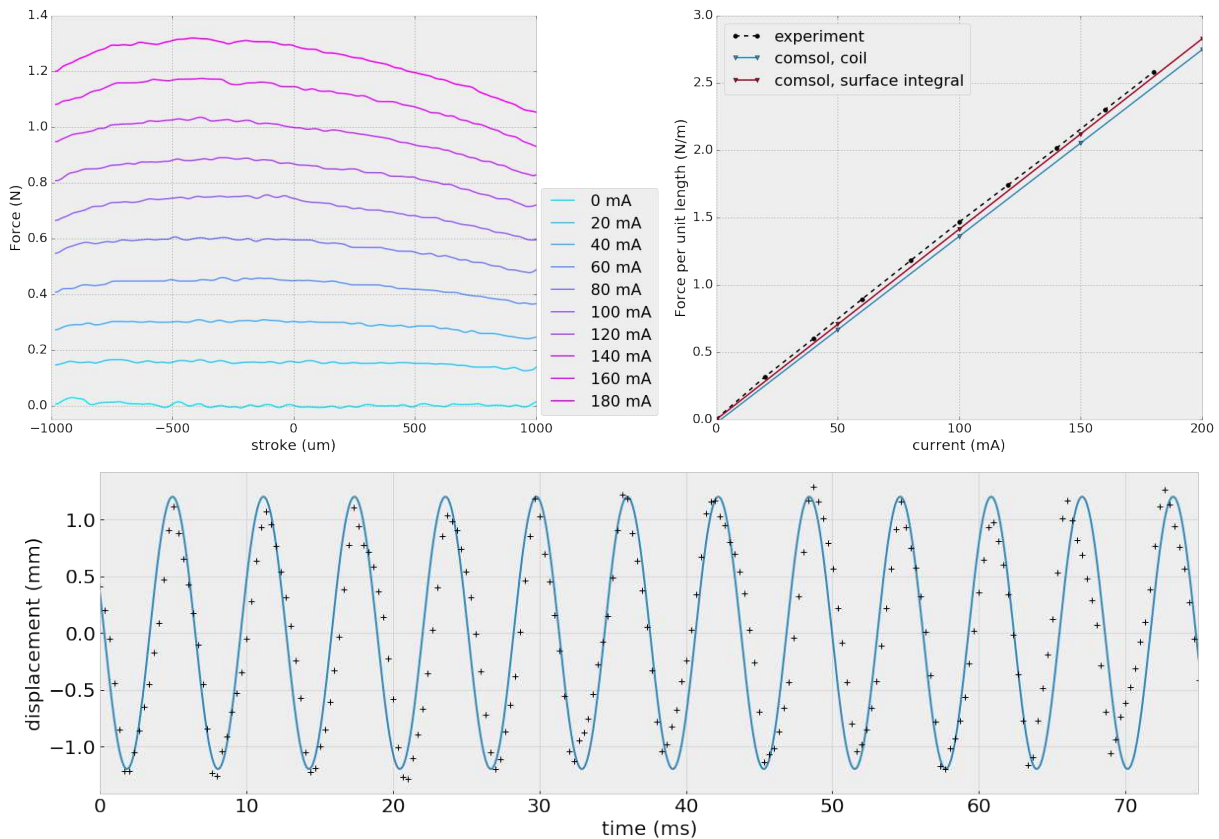 1.4
1.2
1.0
0.8
0.6
0.4
0.2
0.0
Force (N)
−1000 −500 0 500 1000
stroke (um)
0 mA
20 mA
40 mA
60 mA
80 mA
100 mA
120 mA
140 mA
160 mA
180 mA
3.0
2.5
2.0
1.5
1.0
0.5
0.0
Force per unit length (N/m)
experiment
comsol, coil
comsol, surface integral
0 50 100 150 200
current (mA)
1.0
0.5
0.0
−0.5
−1.0
displacement (mm)
0 10 20 30 40 50 60 70
time (ms)